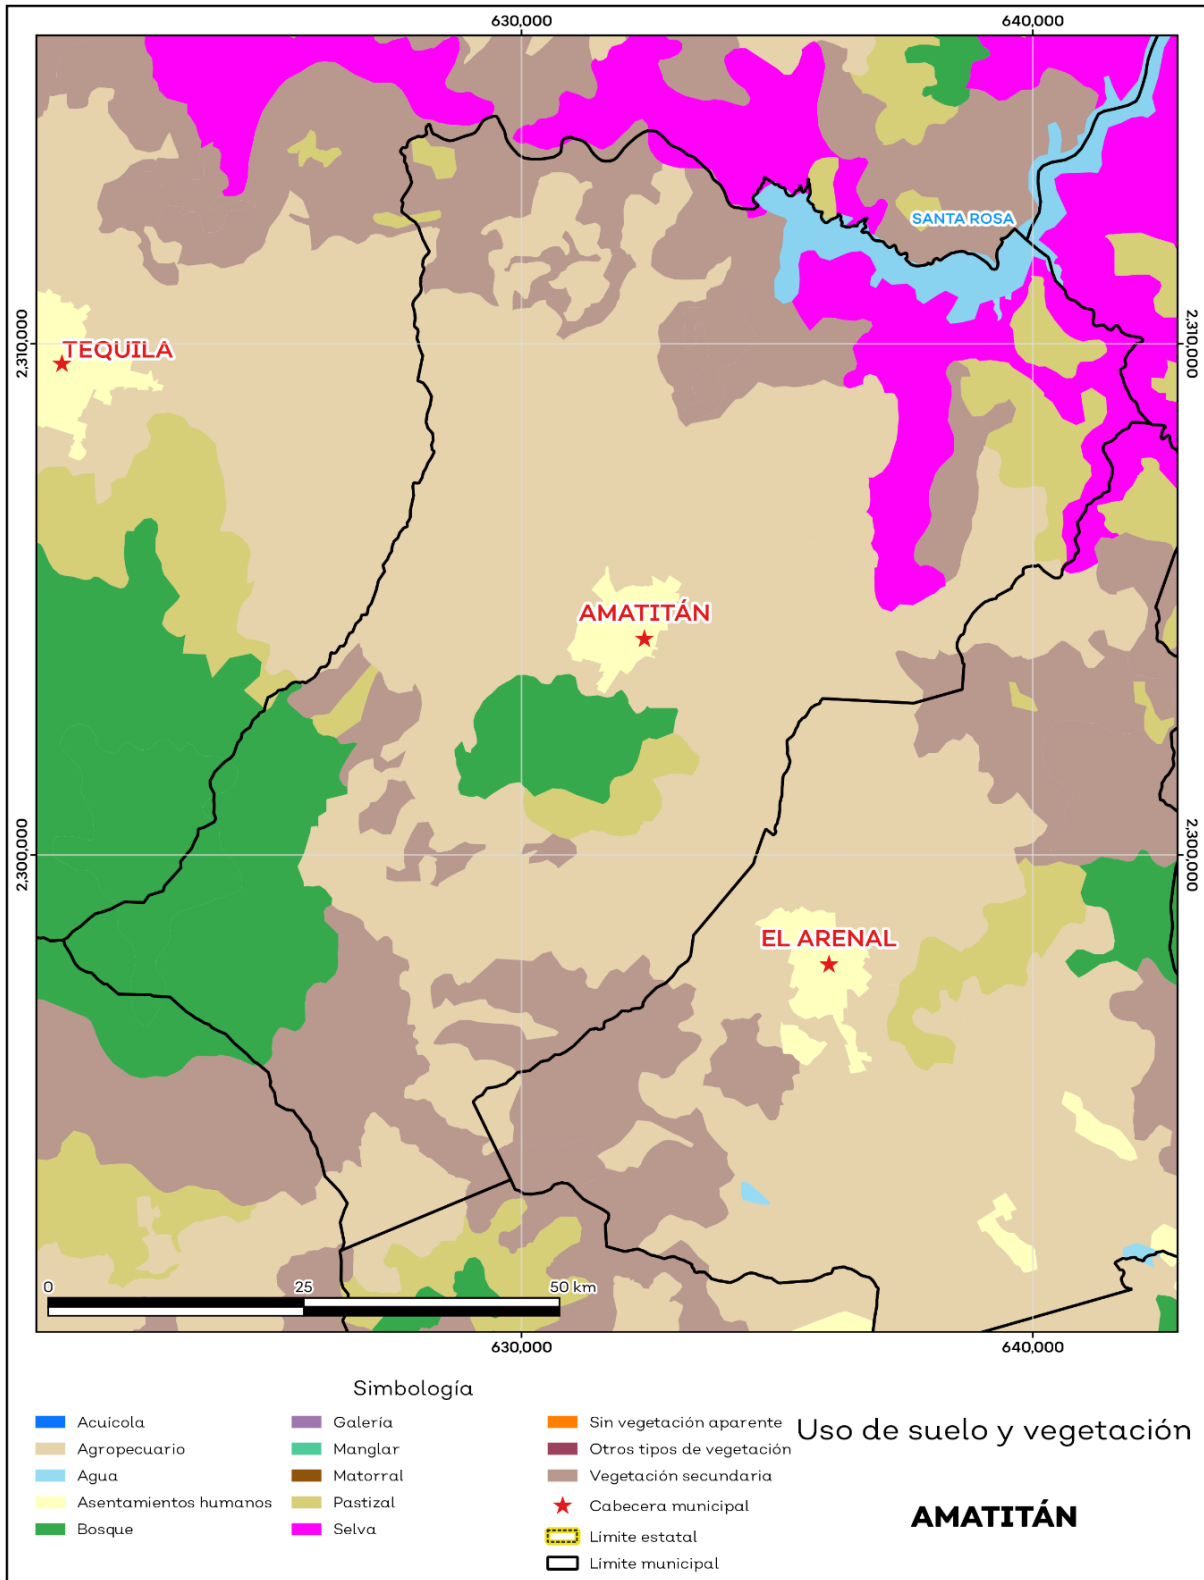 630,000 640,000
SANTA ROSA
2,310,000 2,310,000
TEQUILA
AMATITÁN
2,300,000 2,300,000
EL ARENAL
0 25 50 km
630,000 640,000
Simbología
Acuícola
Agropecuario
Agua
Asentamientos humanos
Bosque
Galería
Manglar
Matorral
Pastizal
Selva
Sin vegetación aparente
Otros tipos de vegetación
Vegetación secundaria
Cabecera municipal
Límite estatal
Límite municipal
Uso de suelo y vegetación
AMATITÁN